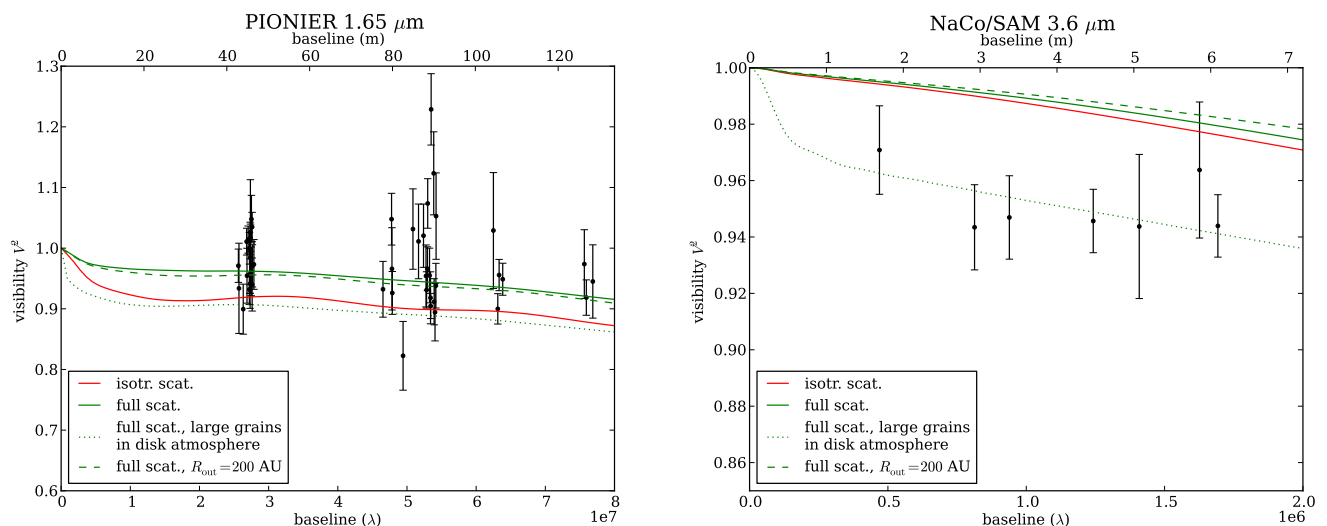 PIONIER 1.65 μm
baseline (m)
0 20 40 60 80 100 120
1.3
1.2
1.1
1.0
0.9
0.8
0.7
0.6
visibility V²
isotr. scat.
full scat.
full scat., large grains
in disk atmosphere
full scat., R_out = 200 AU
0 1 2 3 4 5 6 7 8
1e7
baseline (λ)
NaCo/SAM 3.6 μm
baseline (m)
0 1 2 3 4 5 6 7
1.00
0.98
0.96
0.94
0.92
0.90
0.88
0.86
visibility V²
isotr. scat.
full scat.
full scat., large grains
in disk atmosphere
full scat., R_out = 200 AU
0.0 0.5 1.0 1.5 2.0
1e6
baseline (λ)